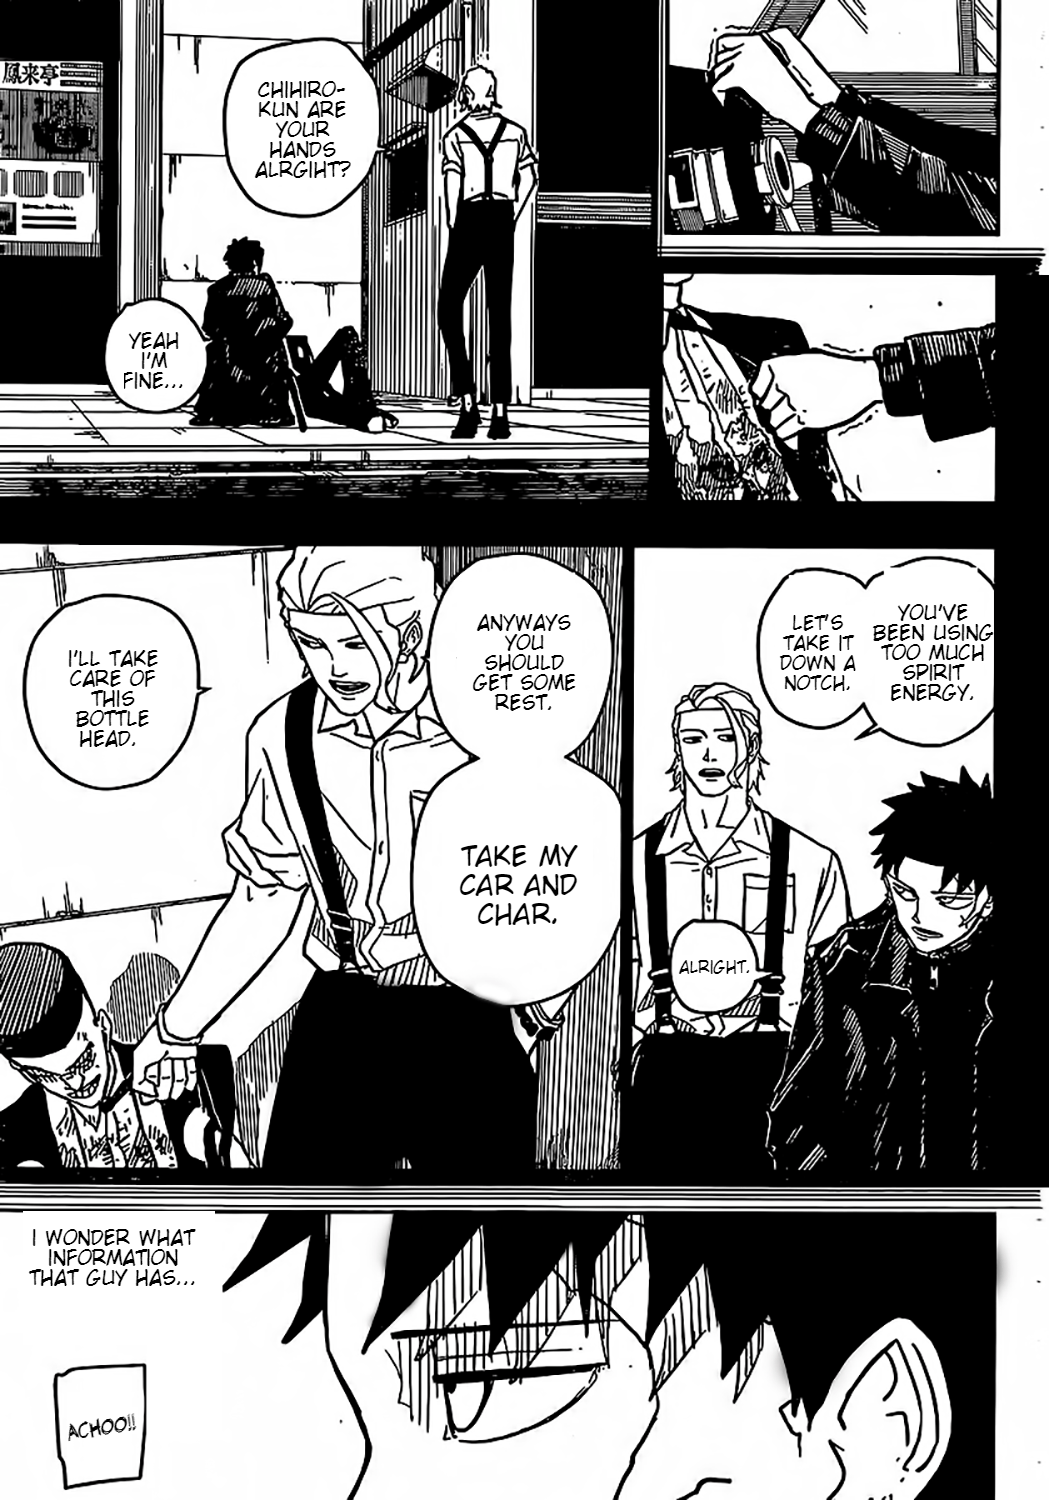 CHIHIRO-
KUN ARE
YOUR
HANDS
ALRGIHT?
YEAH
I'M
FINE...
鳳来亭
YOU'VE
BEEN USING
TOO MUCH
SPIRIT
ENERGY.
LET'S
TAKE IT
DOWN A
NOTCH.
ALRIGHT.
ANYWAYS
YOU
SHOULD
GET SOME
REST.
TAKE MY
CAR AND
CHAR.
I'LL TAKE
CARE OF
THIS
BOTTLE
HEAD.
I WONDER WHAT
INFORMATION
THAT GUY HAS...
ACHOO!!